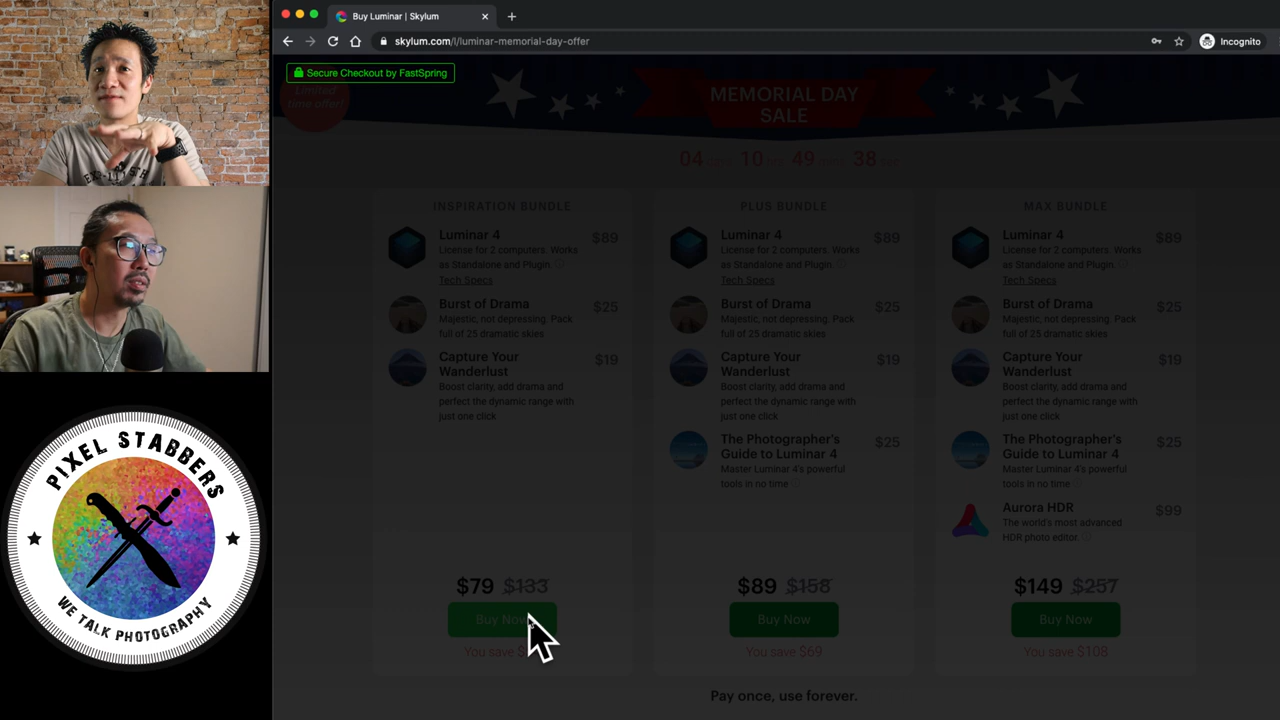 Buy Luminar | Skylum
skylum.com/l/luminar-memorial-day-offer
Incognito
Secure Checkout by FastSpring
Limited
time offer!
MEMORIAL DAY
SALE
04 10 49 38
INSPIRATION BUNDLE
Luminar 4 $89
License for 2 computers. Works
as Standalone and Plugin
Tech Specs
Burst of Drama $25
Majestic, not depressing. Pack
full of 25 dramatic skies
Capture Your
Wanderlust $19
Boost clarity, add drama and
perfect the dynamic range with
just one click
$79 $133
Buy Now
You save
PLUS BUNDLE
Luminar 4 $89
License for 2 computers. Works
as Standalone and Plugin
Tech Specs
Burst of Drama $25
Majestic, not depressing. Pack
full of 25 dramatic skies
Capture Your
Wanderlust $19
Boost clarity, add drama and
perfect the dynamic range with
just one click
The Photographer's
Guide to Luminar 4 $25
Master Luminar 4's powerful
tools in no time
$89 $158
Buy Now
You save $69
MAX BUNDLE
Luminar 4 $89
License for 2 computers. Works
as Standalone and Plugin
Tech Specs
Burst of Drama $25
Majestic, not depressing. Pack
full of 25 dramatic skies
Capture Your
Wanderlust $19
Boost clarity, add drama and
perfect the dynamic range with
just one click
The Photographer's
Guide to Luminar 4 $25
Master Luminar 4's powerful
tools in no time
Aurora HDR $99
The world's most advanced
HDR photo editor.
$149 $257
Buy Now
You save $108
Pay once, use forever.
PIXEL STABBERS
WE TALK PHOTOGRAPHY